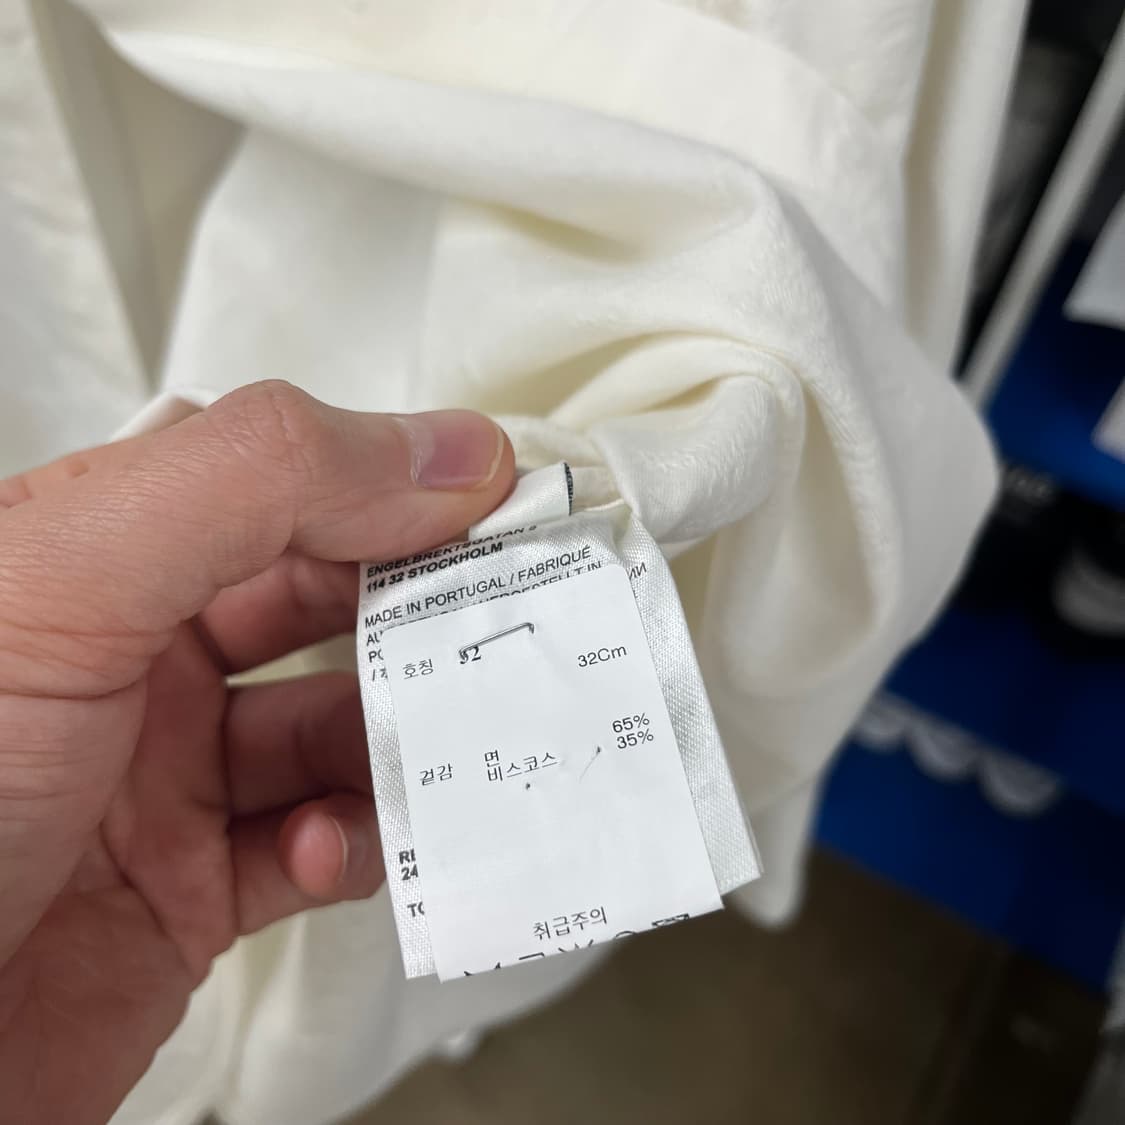 ENGELBREKTSGATAN
114 32 STOCKHOLM
MADE IN PORTUGAL / FABRIQUÉ
호칭 32Cm
겉감 면 65%
비스코스 35%
취급주의